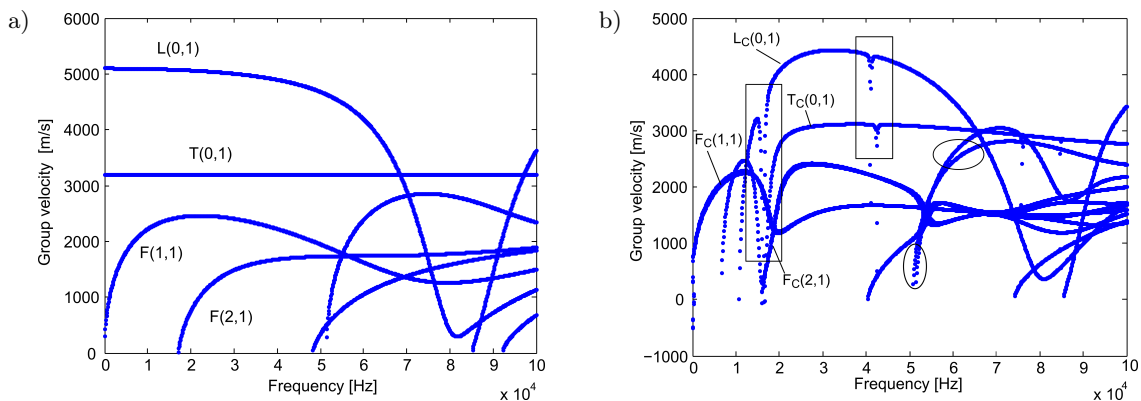 a)
6000
5000
4000
3000
2000
1000
0
Group velocity [m/s]
L(0,1)
T(0,1)
F(1,1)
F(2,1)
0 1 2 3 4 5 6 7 8 9 10
Frequency [Hz]
x 10^4
b)
5000
4000
3000
2000
1000
0
−1000
Group velocity [m/s]
L_C(0,1)
T_C(0,1)
F_C(1,1)
F_C(2,1)
0 1 2 3 4 5 6 7 8 9 10
Frequency [Hz]
x 10^4